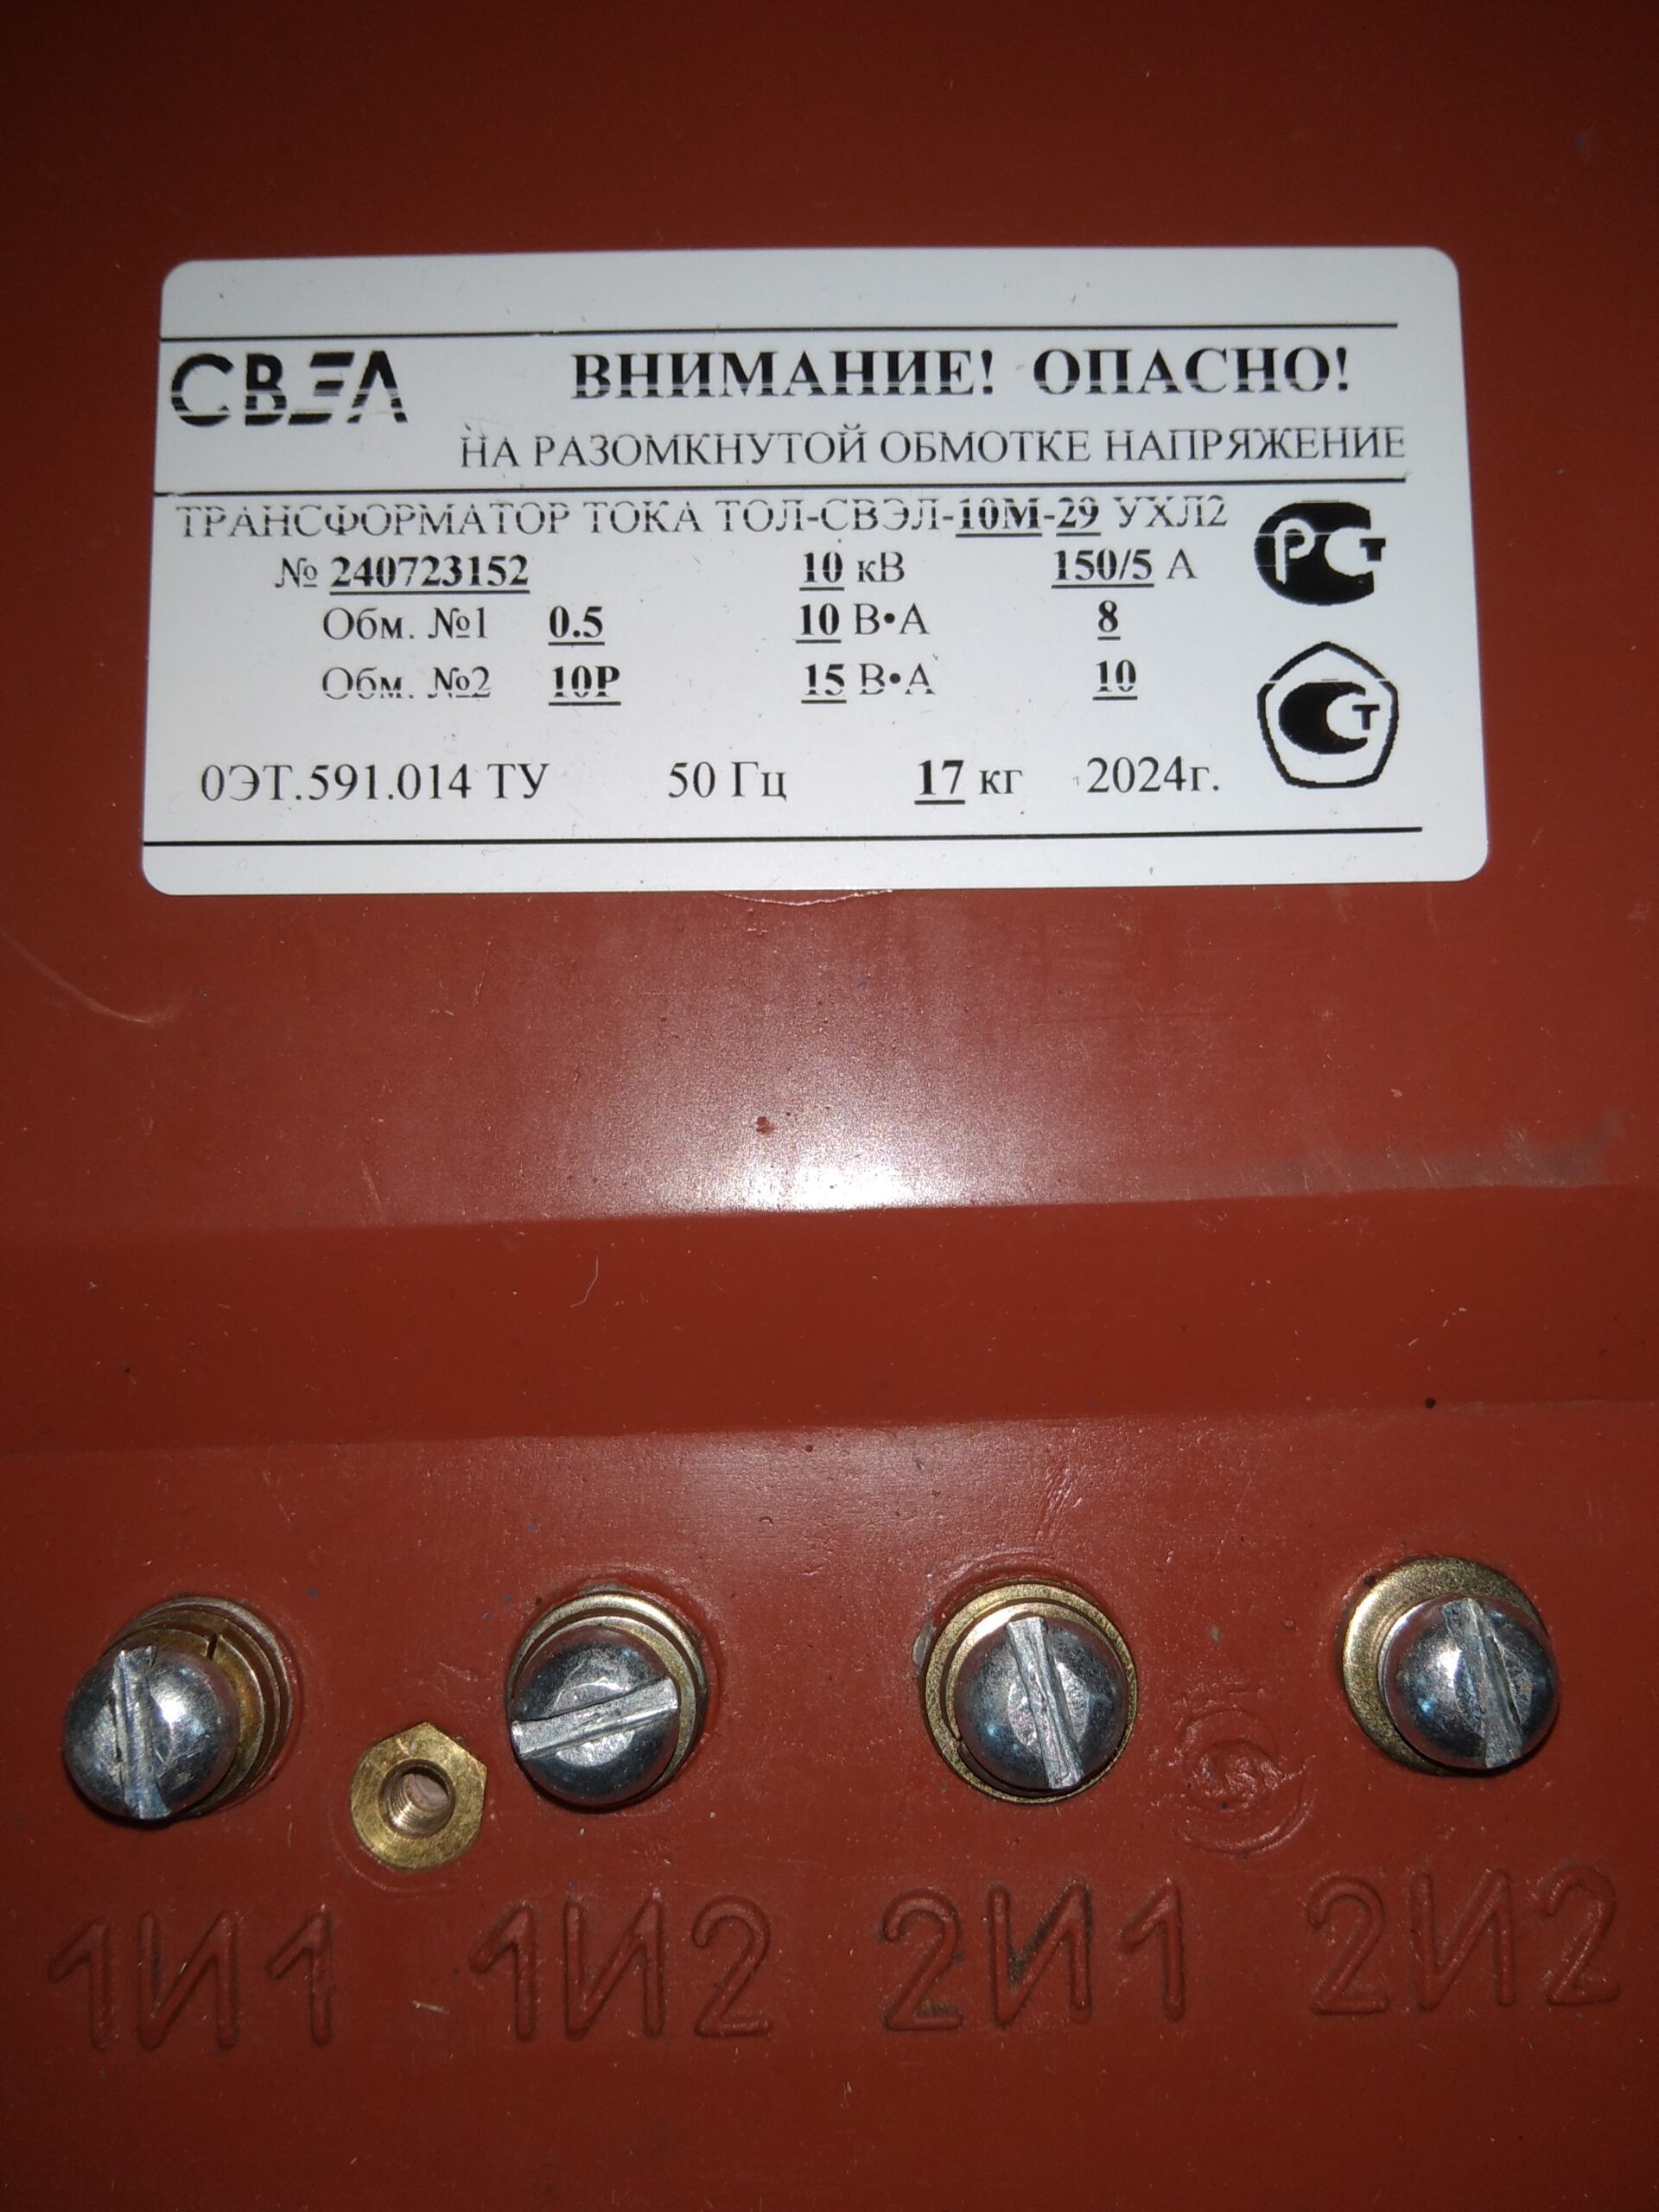 СВЭЛ ВНИМАНИЕ! ОПАСНО!
НА РАЗОМКНУТОЙ ОБМОТКЕ НАПРЯЖЕНИЕ
ТРАНСФОРМАТОР ТОКА ТОЛ-СВЭЛ-10М-29 УХЛ2
№ 240723152 10 кВ 150/5 А
Обм. №1 0.5 10 В•А 8
Обм. №2 10Р 15 В•А 10
0ЭТ.591.014 ТУ 50 Гц 17 кг 2024г.
РСТ
СТ
1И1 1И2 2И1 2И2